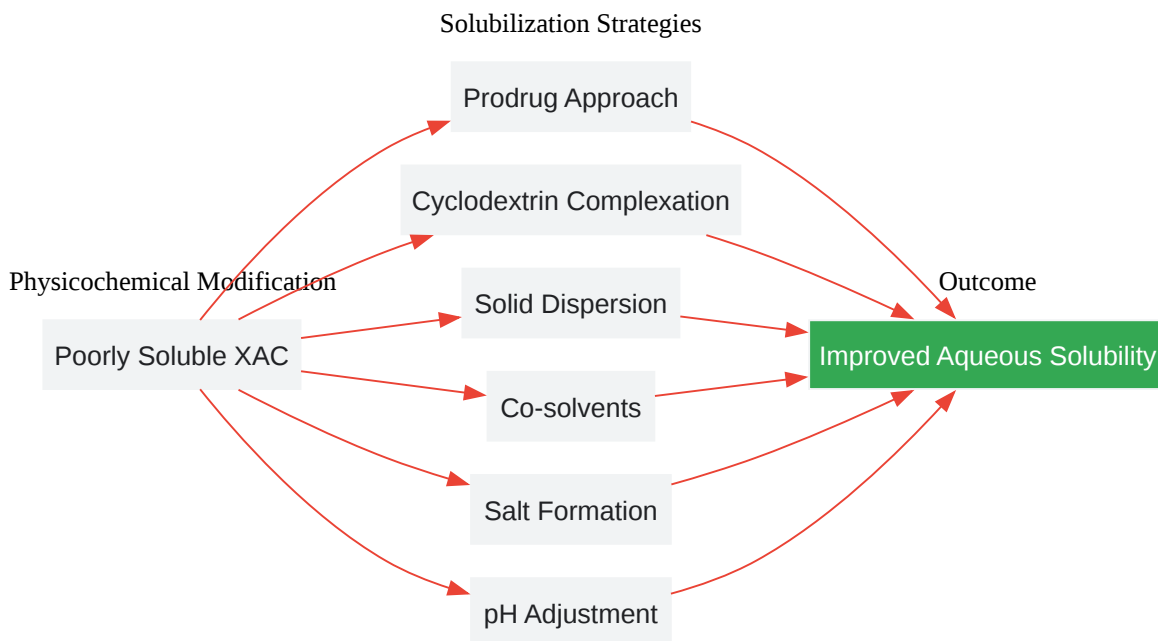 Solubilization Strategies
Prodrug Approach
Cyclodextrin Complexation
Physicochemical Modification
Outcome
Solid Dispersion
Poorly Soluble XAC
Improved Aqueous Solubility
Co-solvents
Salt Formation
pH Adjustment